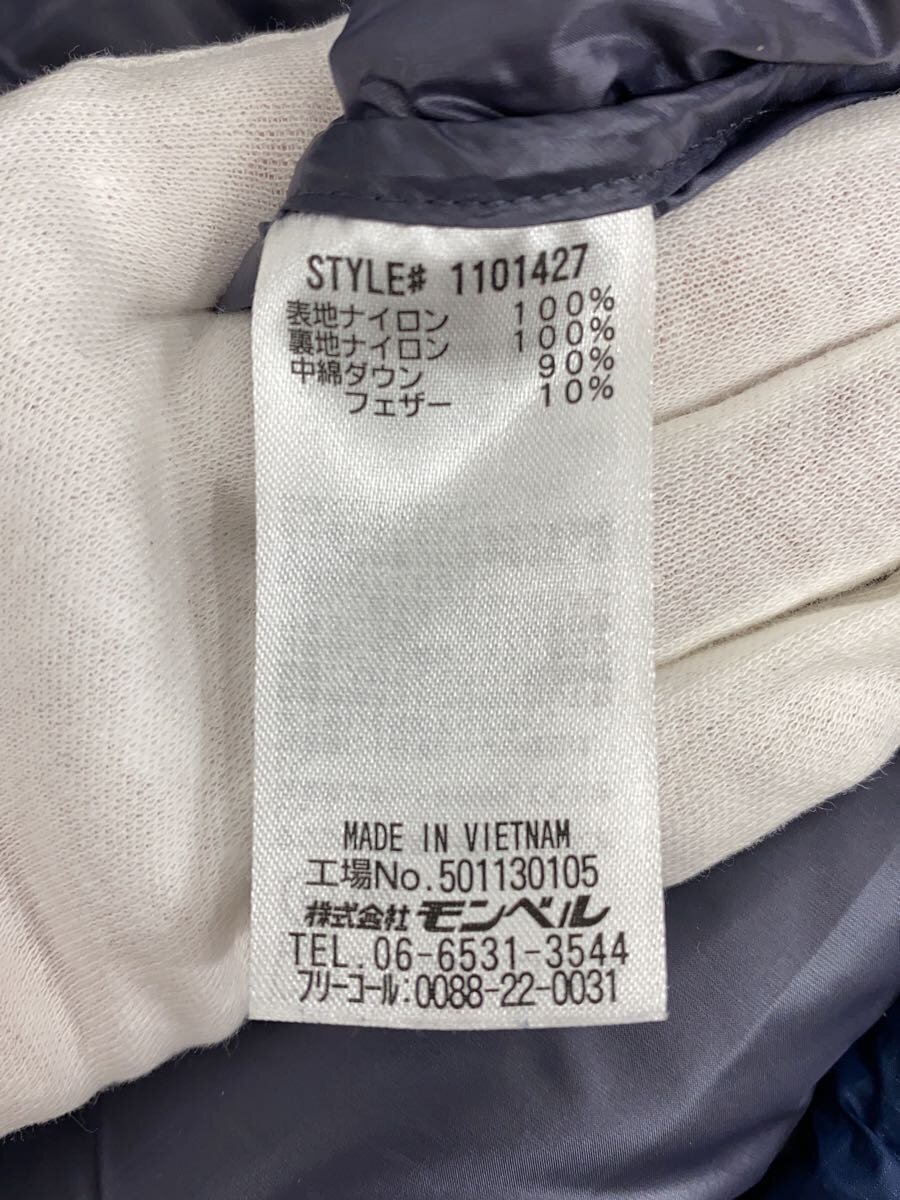 STYLE# 1101427
表地ナイロン 100%
裏地ナイロン 100%
中綿ダウン 90%
フェザー 10%
MADE IN VIETNAM
工場No.501130105
株式会社 モンベル
TEL.06-6531-3544
フリーコール:0088-22-0031